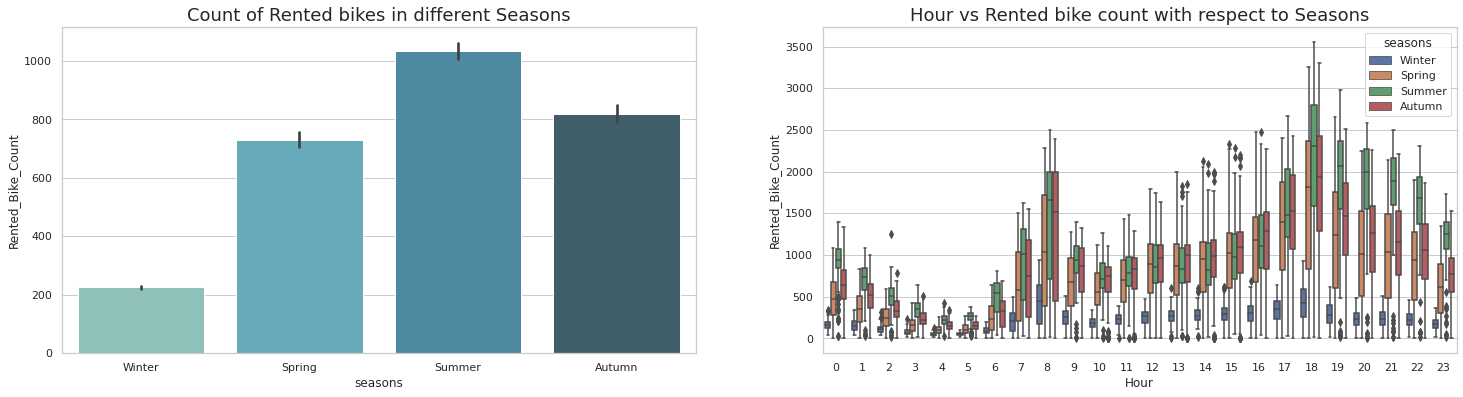 Count of Rented bikes in different Seasons
Rented_Bike_Count
1000
800
600
400
200
0
Winter Spring Summer Autumn
seasons
Hour vs Rented bike count with respect to Seasons
Rented_Bike_Count
3500
3000
2500
2000
1500
1000
500
0
seasons
Winter
Spring
Summer
Autumn
0 1 2 3 4 5 6 7 8 9 10 11 12 13 14 15 16 17 18 19 20 21 22 23
Hour